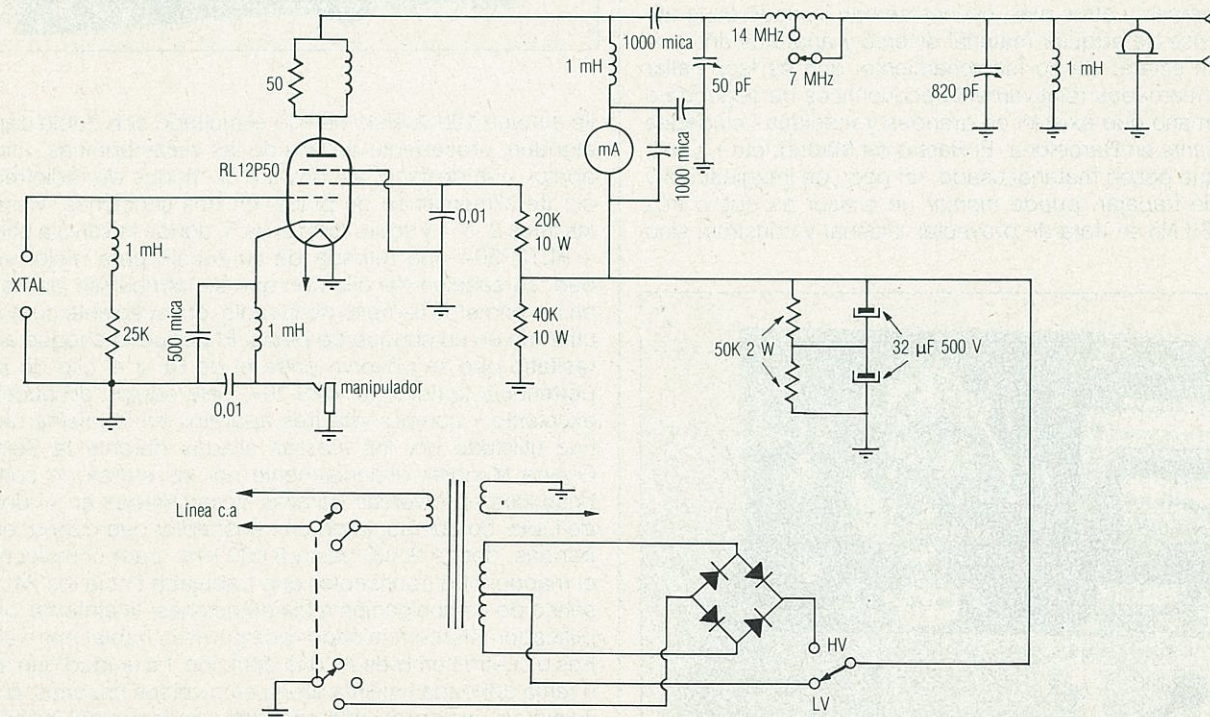 1000 mica
14 MHz
50
1 mH
50 pF
7 MHz
820 pF
1 mH
mA
1000 mica
RL12P50
0,01
20K
10 W
1 mH
XTAL
500 mica
1 mH
25K
40K
10 W
50K 2 W
32 µF 500 V
0,01
manipulador
Línea c.a
HV
LV